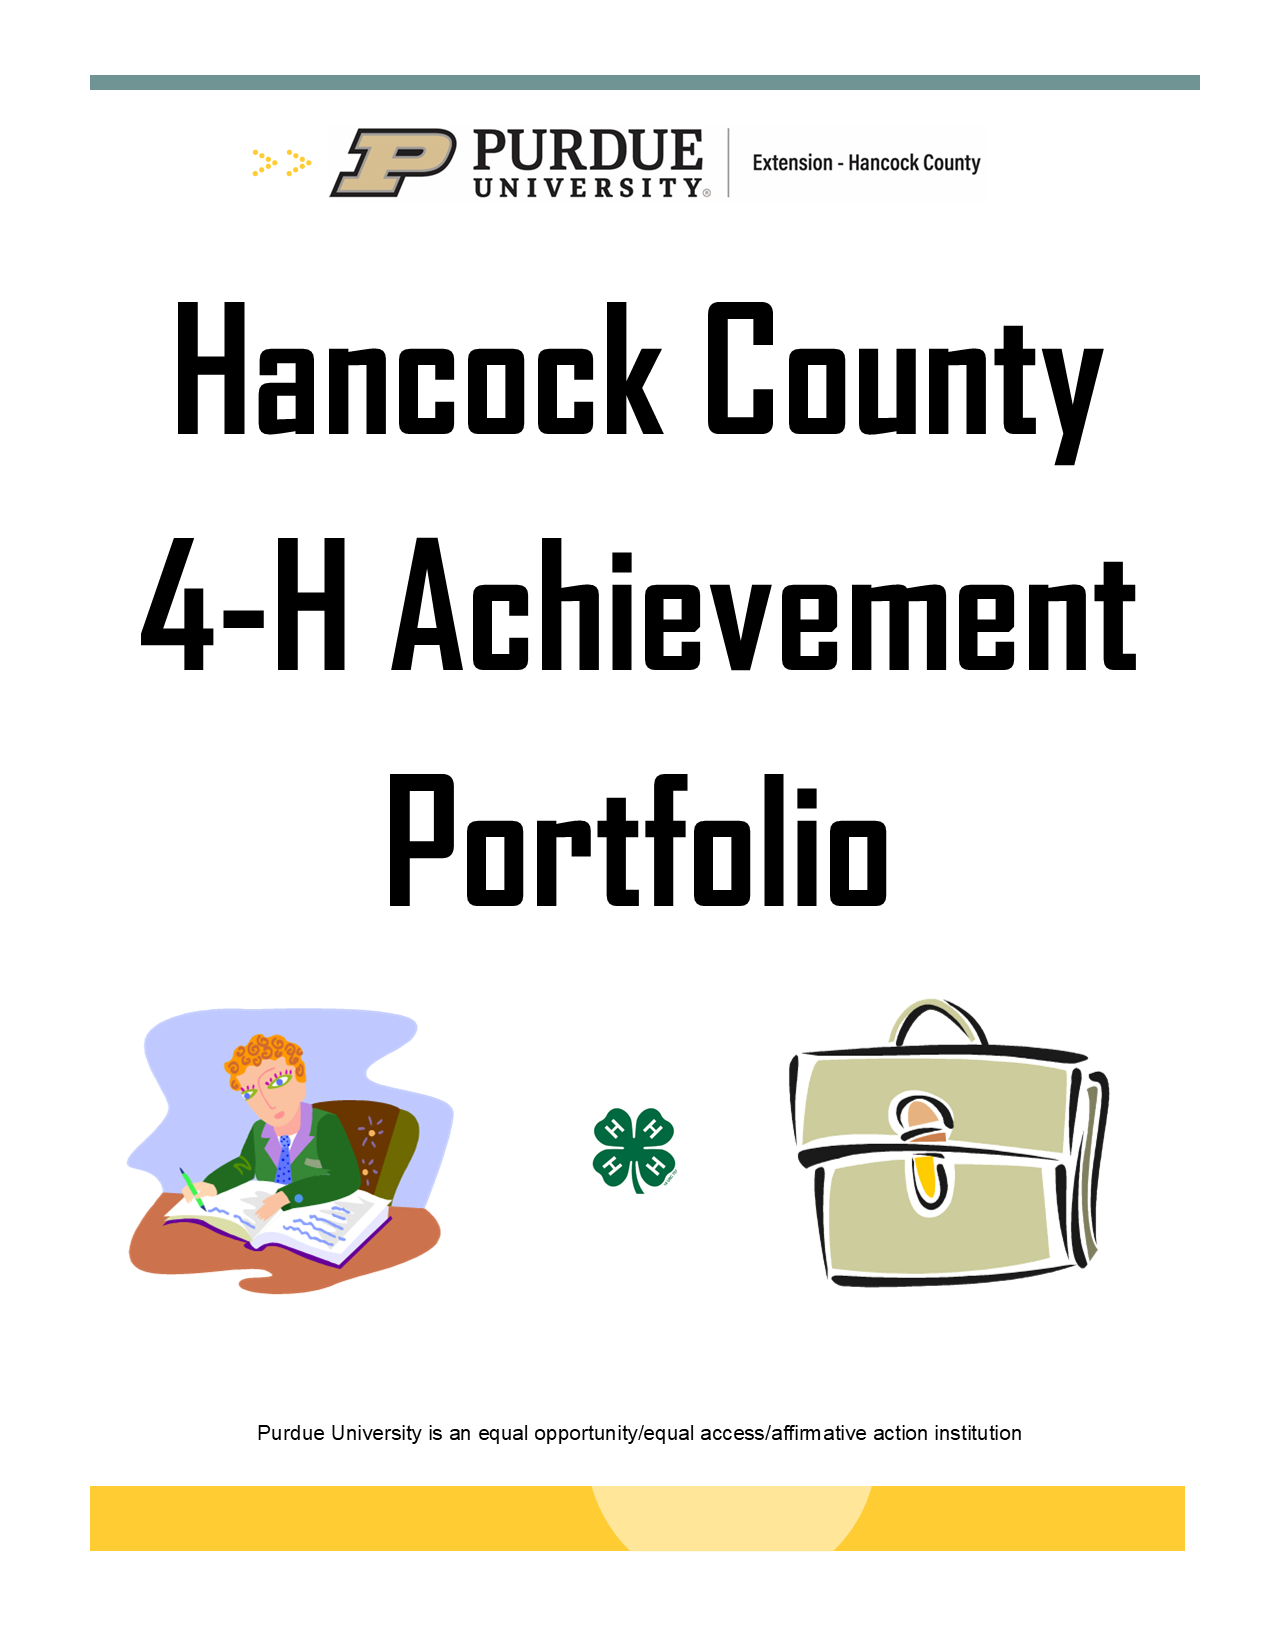 PURDUE
UNIVERSITY®
Extension - Hancock County
Hancock County
4-H Achievement
Portfolio
H H
H H
Purdue University is an equal opportunity/equal access/affirmative action institution